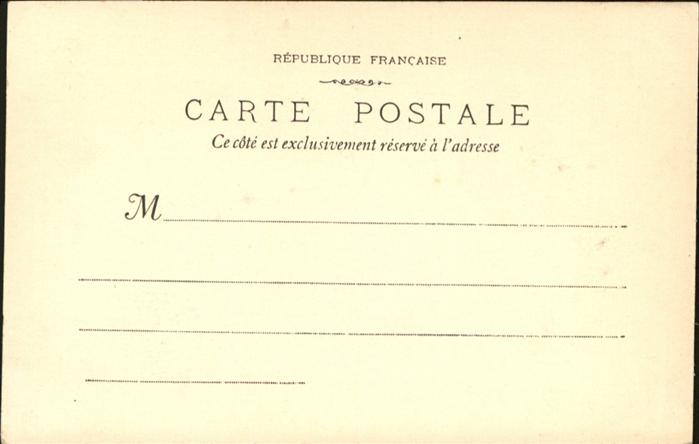 RÉPUBLIQUE FRANÇAISE
CARTE POSTALE
Ce côté est exclusivement réservé à l'adresse
M